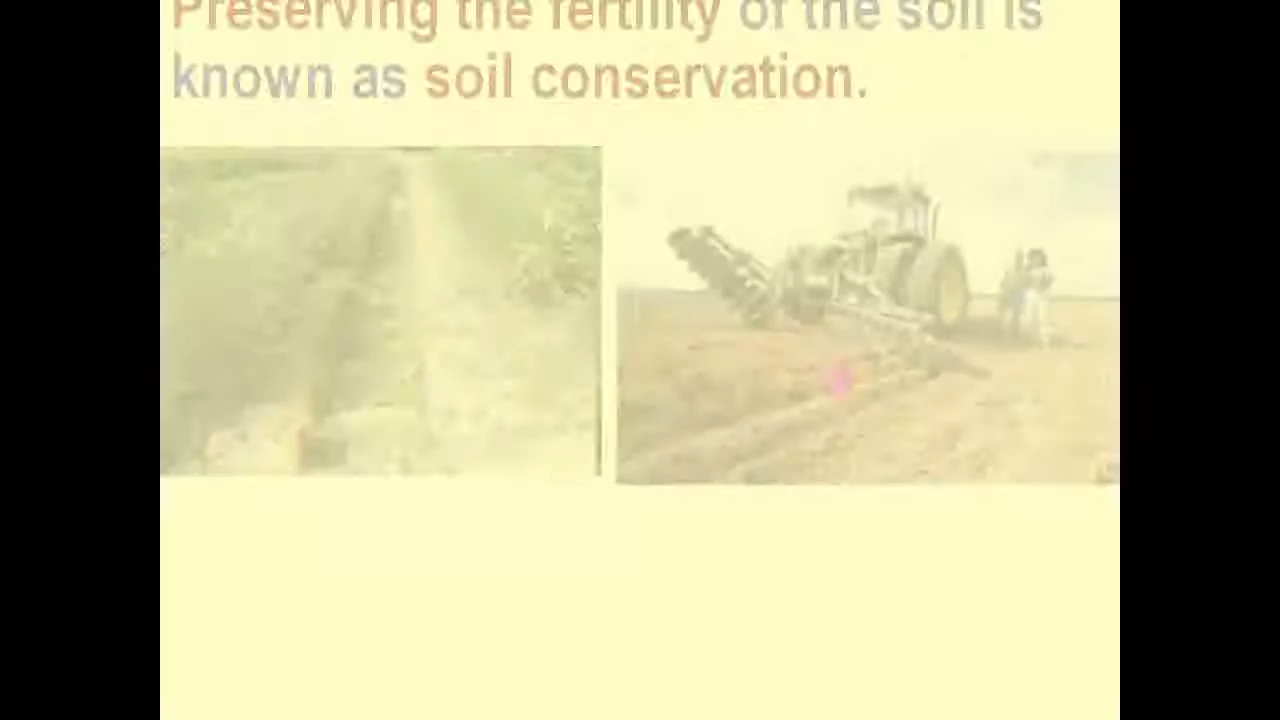 Preserving the fertility of the soil is
known as soil conservation.